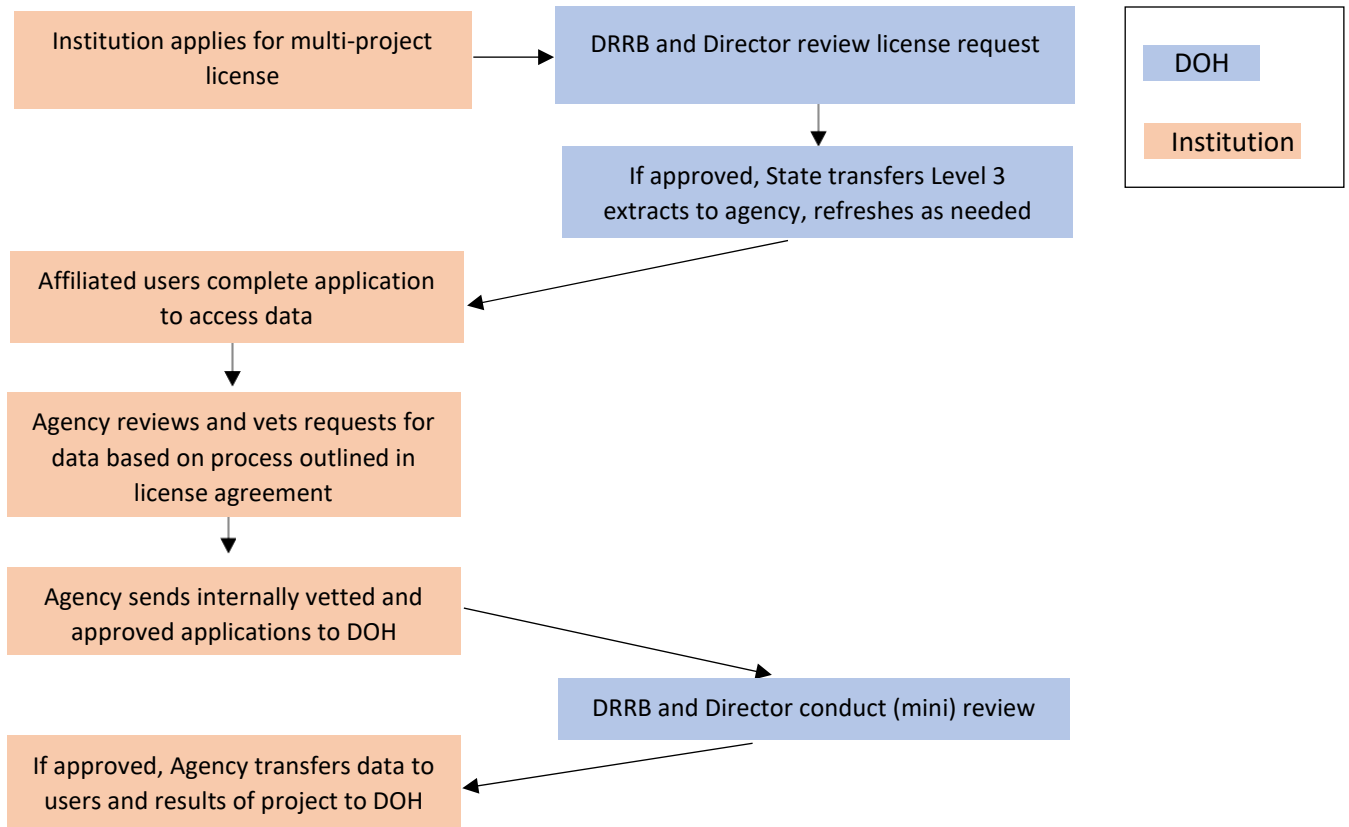 Institution applies for multi-project
license
DRRB and Director review license request
DOH
Institution
If approved, State transfers Level 3
extracts to agency, refreshes as needed
Affiliated users complete application
to access data
Agency reviews and vets requests for
data based on process outlined in
license agreement
Agency sends internally vetted and
approved applications to DOH
DRRB and Director conduct (mini) review
If approved, Agency transfers data to
users and results of project to DOH